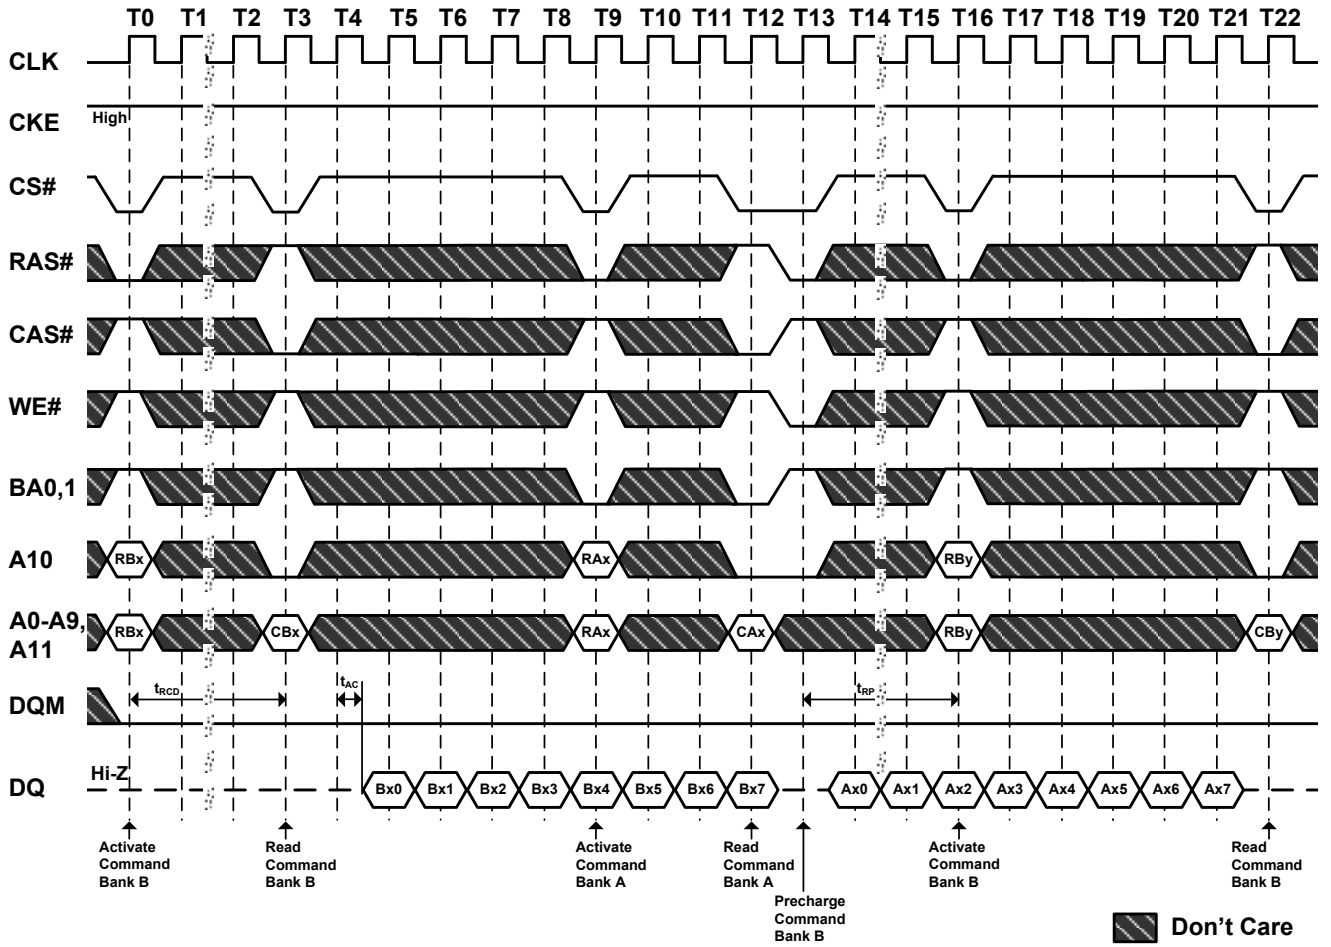 T0 T1 T2 T3 T4 T5 T6 T7 T8 T9 T10 T11 T12 T13 T14 T15 T16 T17 T18 T19 T20 T21 T22
CLK
CKE High
CS#
RAS#
CAS#
WE#
BA0,1
A10 RBx RAx RBy
A0-A9,
A11
RBx CBx RAx CAx RBy CBy
tRCD tAC tRP
DQM
Hi-Z
DQ Bx0 Bx1 Bx2 Bx3 Bx4 Bx5 Bx6 Bx7 Ax0 Ax1 Ax2 Ax3 Ax4 Ax5 Ax6 Ax7
Activate
Command
Bank B
Read
Command
Bank B
Activate
Command
Bank A
Read
Command
Bank A
Precharge
Command
Bank B
Activate
Command
Bank B
Read
Command
Bank B
Don't Care